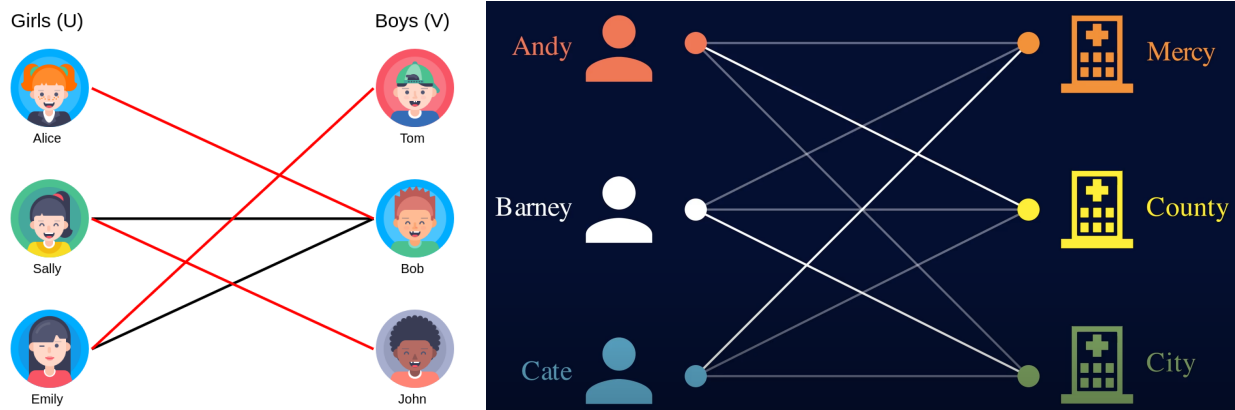 Girls (U)
Boys (V)
Alice
Tom
Sally
Bob
Emily
John
Andy
Mercy
Barney
County
Cate
City